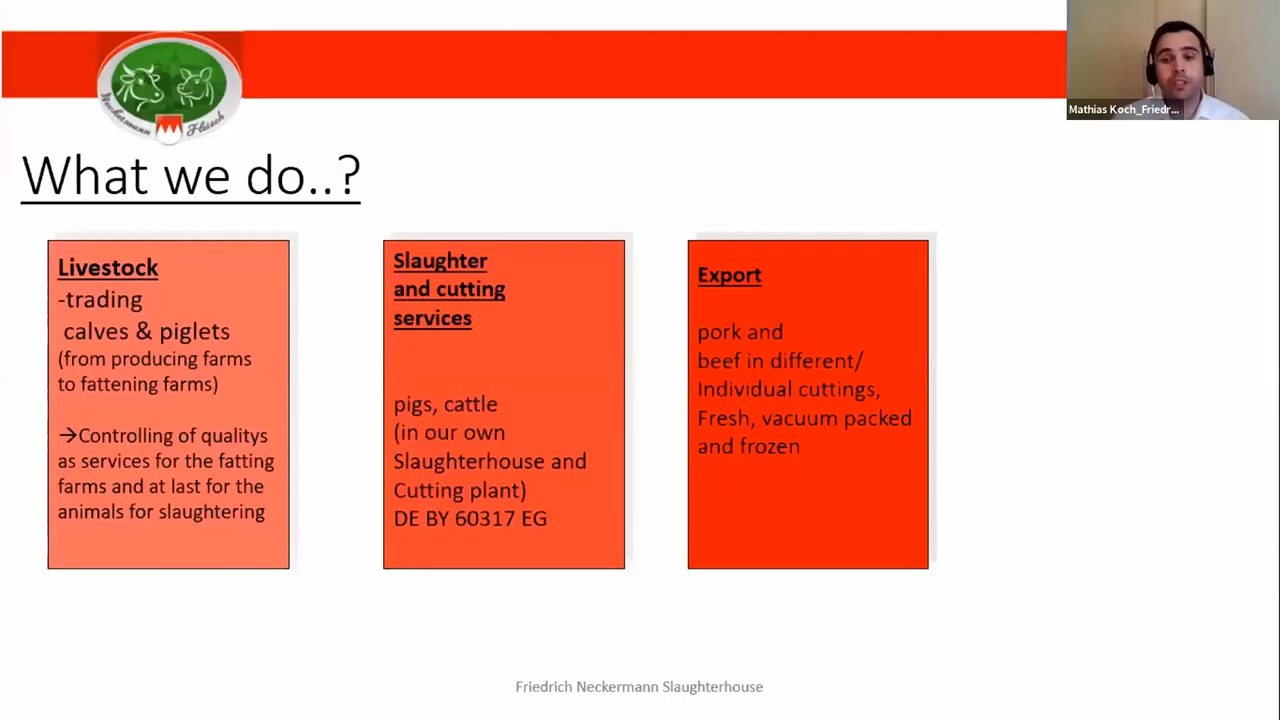 Neckermann Fleisch
Mathias Koch_Friedr...
What we do..?
Livestock
-trading
calves & piglets
(from producing farms
to fattening farms)
→Controlling of qualitys
as services for the fatting
farms and at last for the
animals for slaughtering
Slaughter
and cutting
services
pigs, cattle
(in our own
Slaughterhouse and
Cutting plant)
DE BY 60317 EG
Export
pork and
beef in different/
Individual cuttings,
Fresh, vacuum packed
and frozen
Friedrich Neckermann Slaughterhouse